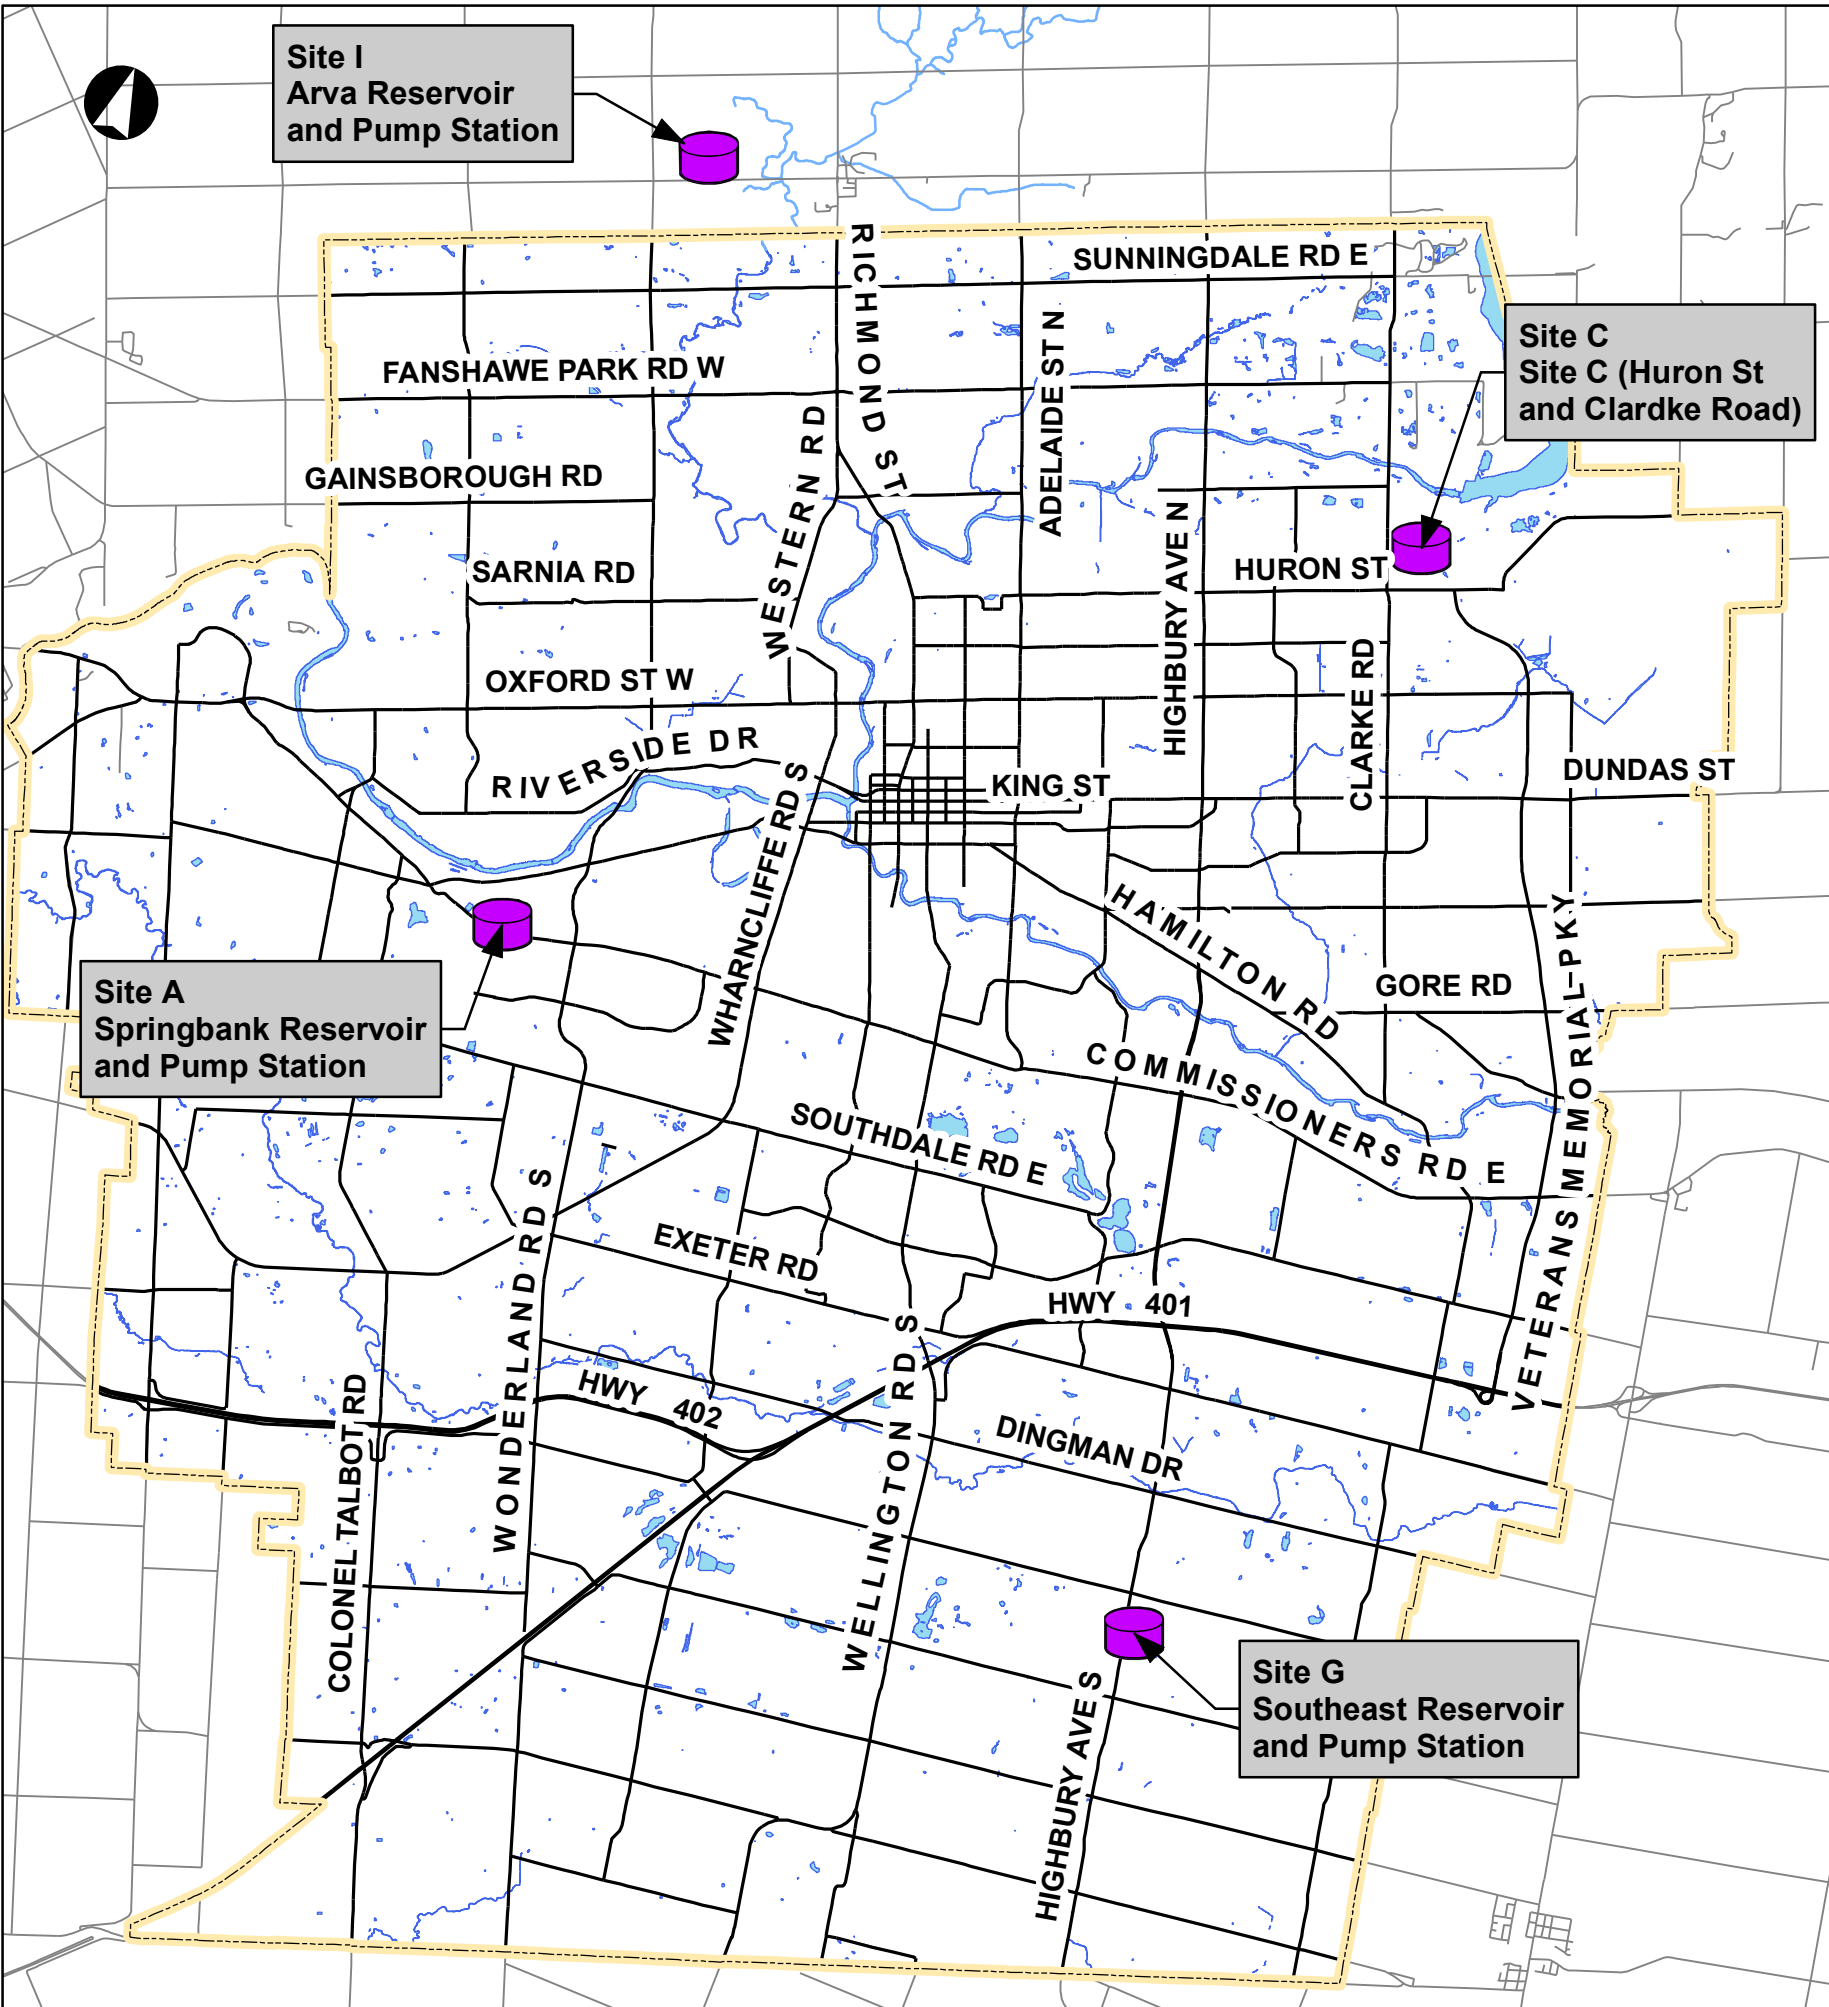 Site I
Arva Reservoir
and Pump Station
SUNNINGDALE RD E
RICHMOND ST
Site C
Site C (Huron St
and Clardke Road)
FANSHAWE PARK RD W
ADELAIDE ST N
WESTERN RD
GAINSBOROUGH RD
HIGHBURY AVE N
SARNIA RD
HURON ST
OXFORD ST W
CLARKE RD
RIVERSIDE DR
KING ST
DUNDAS ST
WHARNCLIFFE RD S
HAMILTON RD
VETERANS MEMORIAL PKY
Site A
Springbank Reservoir
and Pump Station
GORE RD
COMMISSIONERS RD E
SOUTHDALE RD E
WONDERLAND RD S
EXETER RD
HWY 401
WELLINGTON RD S
HWY 402
COLONEL TALBOT RD
DINGMAN DR
Site G
Southeast Reservoir
and Pump Station
HIGHBURY AVE S